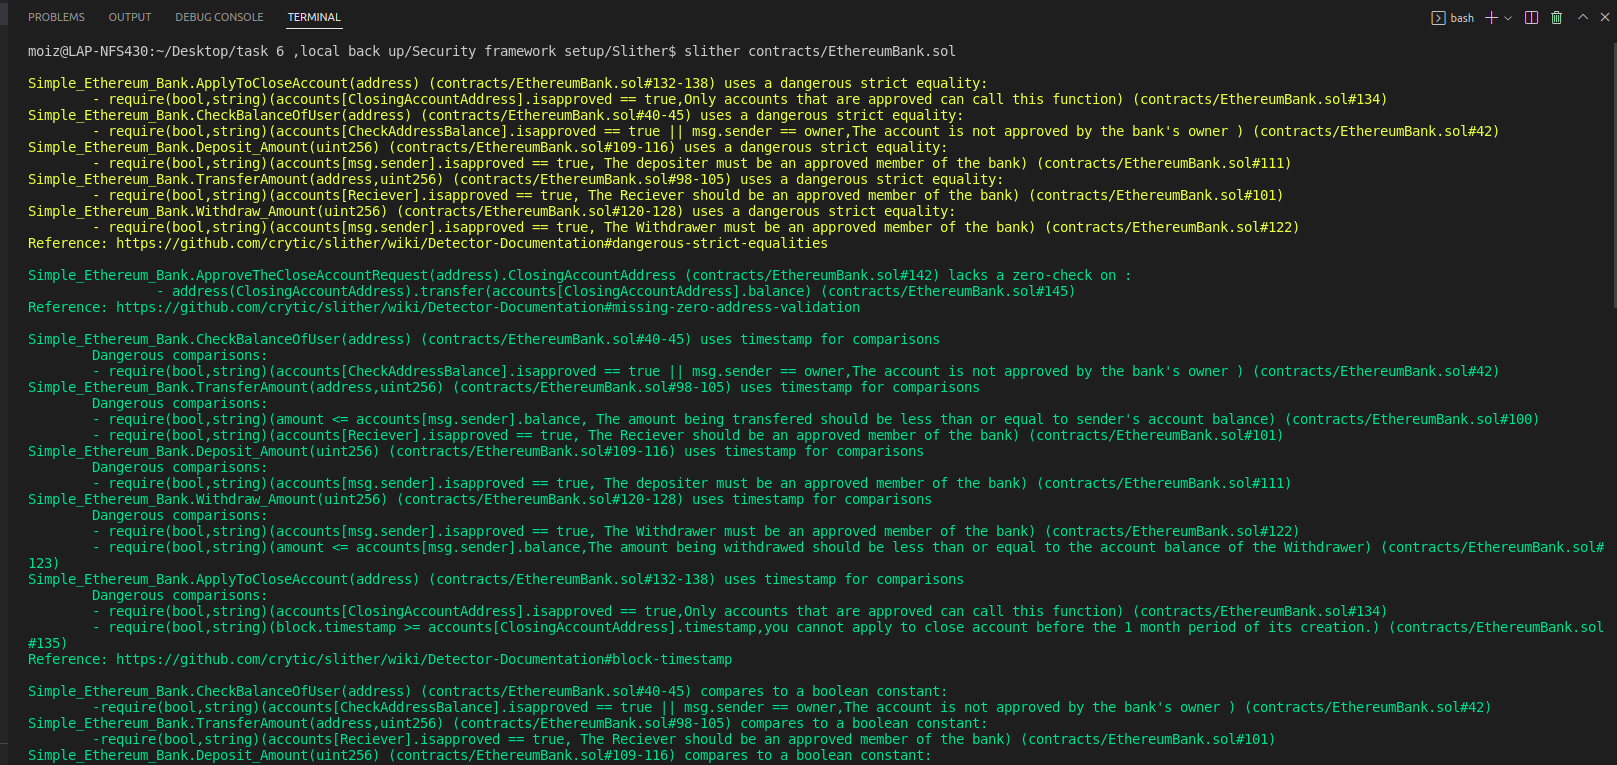 PROBLEMS OUTPUT DEBUG CONSOLE TERMINAL bash
moiz@LAP-NFS430:~/Desktop/task 6 ,local back up/Security framework setup/Slither$ slither contracts/EthereumBank.sol
Simple_Ethereum_Bank.ApplyToCloseAccount(address) (contracts/EthereumBank.sol#132-138) uses a dangerous strict equality:
- require(bool,string)(accounts[ClosingAccountAddress].isapproved == true,Only accounts that are approved can call this function) (contracts/EthereumBank.sol#134)
Simple_Ethereum_Bank.CheckBalanceOfUser(address) (contracts/EthereumBank.sol#40-45) uses a dangerous strict equality:
- require(bool,string)(accounts[CheckAddressBalance].isapproved == true || msg.sender == owner,The account is not approved by the bank's owner ) (contracts/EthereumBank.sol#42)
Simple_Ethereum_Bank.Deposit_Amount(uint256) (contracts/EthereumBank.sol#109-116) uses a dangerous strict equality:
- require(bool,string)(accounts[msg.sender].isapproved == true, The depositer must be an approved member of the bank) (contracts/EthereumBank.sol#111)
Simple_Ethereum_Bank.TransferAmount(address,uint256) (contracts/EthereumBank.sol#98-105) uses a dangerous strict equality:
- require(bool,string)(accounts[Reciever].isapproved == true, The Reciever should be an approved member of the bank) (contracts/EthereumBank.sol#101)
Simple_Ethereum_Bank.Withdraw_Amount(uint256) (contracts/EthereumBank.sol#120-128) uses a dangerous strict equality:
- require(bool,string)(accounts[msg.sender].isapproved == true, The Withdrawer must be an approved member of the bank) (contracts/EthereumBank.sol#122)
Reference: https://github.com/crytic/slither/wiki/Detector-Documentation#dangerous-strict-equalities
Simple_Ethereum_Bank.ApproveTheCloseAccountRequest(address).ClosingAccountAddress (contracts/EthereumBank.sol#142) lacks a zero-check on :
- address(ClosingAccountAddress).transfer(accounts[ClosingAccountAddress].balance) (contracts/EthereumBank.sol#145)
Reference: https://github.com/crytic/slither/wiki/Detector-Documentation#missing-zero-address-validation
Simple_Ethereum_Bank.CheckBalanceOfUser(address) (contracts/EthereumBank.sol#40-45) uses timestamp for comparisons
Dangerous comparisons:
- require(bool,string)(accounts[CheckAddressBalance].isapproved == true || msg.sender == owner,The account is not approved by the bank's owner ) (contracts/EthereumBank.sol#42)
Simple_Ethereum_Bank.TransferAmount(address,uint256) (contracts/EthereumBank.sol#98-105) uses timestamp for comparisons
Dangerous comparisons:
- require(bool,string)(amount <= accounts[msg.sender].balance, The amount being transfered should be less than or equal to sender's account balance) (contracts/EthereumBank.sol#100)
- require(bool,string)(accounts[Reciever].isapproved == true, The Reciever should be an approved member of the bank) (contracts/EthereumBank.sol#101)
Simple_Ethereum_Bank.Deposit_Amount(uint256) (contracts/EthereumBank.sol#109-116) uses timestamp for comparisons
Dangerous comparisons:
- require(bool,string)(accounts[msg.sender].isapproved == true, The depositer must be an approved member of the bank) (contracts/EthereumBank.sol#111)
Simple_Ethereum_Bank.Withdraw_Amount(uint256) (contracts/EthereumBank.sol#120-128) uses timestamp for comparisons
Dangerous comparisons:
- require(bool,string)(accounts[msg.sender].isapproved == true, The Withdrawer must be an approved member of the bank) (contracts/EthereumBank.sol#122)
- require(bool,string)(amount <= accounts[msg.sender].balance,The amount being withdrawed should be less than or equal to the account balance of the Withdrawer) (contracts/EthereumBank.sol#
123)
Simple_Ethereum_Bank.ApplyToCloseAccount(address) (contracts/EthereumBank.sol#132-138) uses timestamp for comparisons
Dangerous comparisons:
- require(bool,string)(accounts[ClosingAccountAddress].isapproved == true,Only accounts that are approved can call this function) (contracts/EthereumBank.sol#134)
- require(bool,string)(block.timestamp >= accounts[ClosingAccountAddress].timestamp,you cannot apply to close account before the 1 month period of its creation.) (contracts/EthereumBank.sol
#135)
Reference: https://github.com/crytic/slither/wiki/Detector-Documentation#block-timestamp
Simple_Ethereum_Bank.CheckBalanceOfUser(address) (contracts/EthereumBank.sol#40-45) compares to a boolean constant:
-require(bool,string)(accounts[CheckAddressBalance].isapproved == true || msg.sender == owner,The account is not approved by the bank's owner ) (contracts/EthereumBank.sol#42)
Simple_Ethereum_Bank.TransferAmount(address,uint256) (contracts/EthereumBank.sol#98-105) compares to a boolean constant:
-require(bool,string)(accounts[Reciever].isapproved == true, The Reciever should be an approved member of the bank) (contracts/EthereumBank.sol#101)
Simple_Ethereum_Bank.Deposit_Amount(uint256) (contracts/EthereumBank.sol#109-116) compares to a boolean constant: